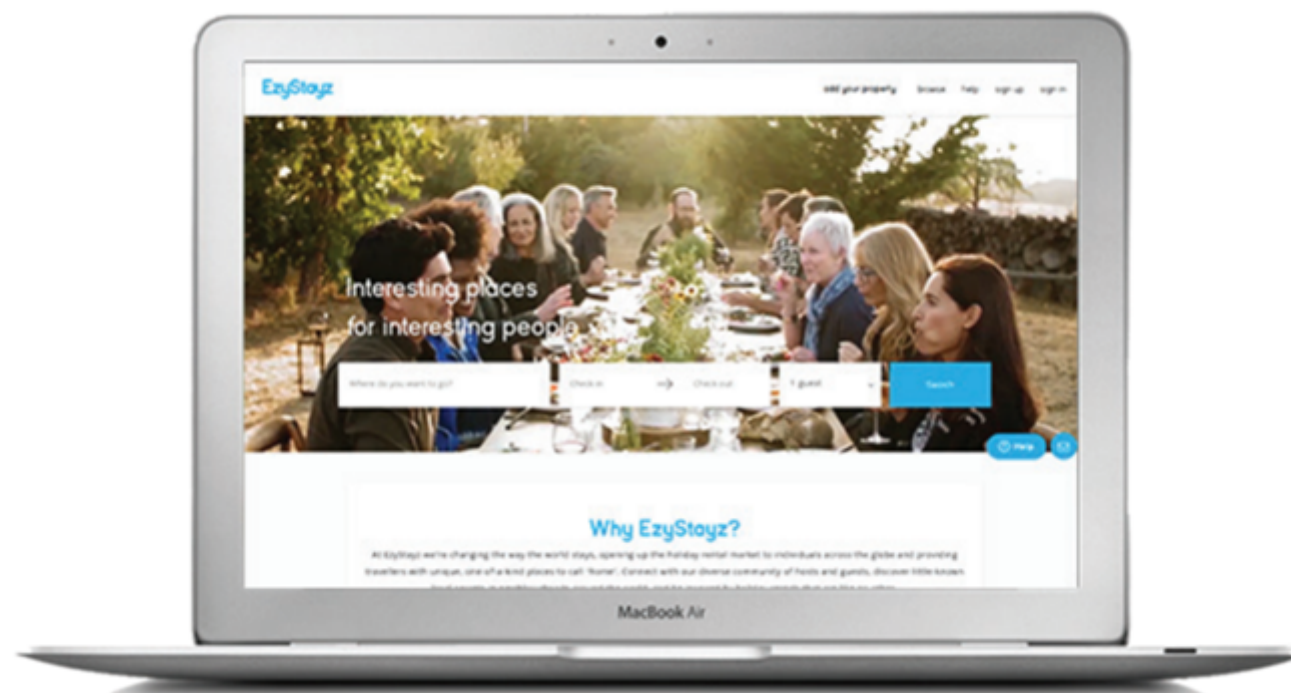 EzyStayz
add your property browse help sign up sign in
Interesting places
for interesting people
Where do you want to go? Check in Check out 1 guest Search
Help
Why EzyStayz?
At EzyStayz we're changing the way the world stays, opening up the holiday rental market to individuals across the globe and providing
travellers with unique, one of a kind places to call 'home'. Connect with our diverse community of hosts and guests, discover little known
MacBook Air